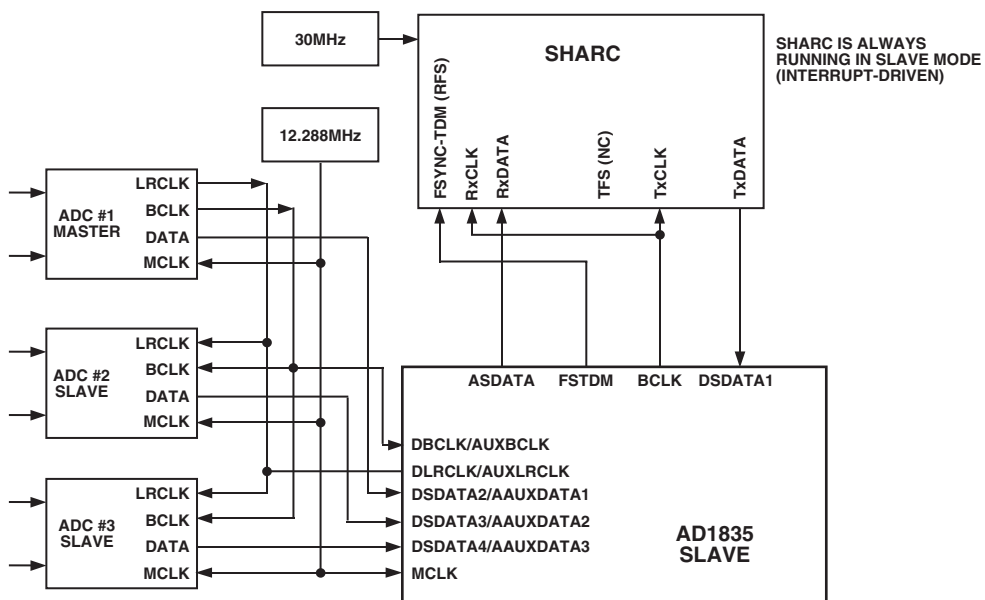 30MHz
SHARC
SHARC IS ALWAYS
RUNNING IN SLAVE MODE
(INTERRUPT-DRIVEN)
FSYNC-TDM (RFS)
RxCLK
RxDATA
TFS (NC)
TxCLK
TxDATA
12.288MHz
ADC #1
MASTER
LRCLK
BCLK
DATA
MCLK
ADC #2
SLAVE
LRCLK
BCLK
DATA
MCLK
ADC #3
SLAVE
LRCLK
BCLK
DATA
MCLK
ASDATA
FSTDM
BCLK
DSDATA1
DBCLK/AUXBCLK
DLRCLK/AUXLRCLK
DSDATA2/AAUXDATA1
DSDATA3/AAUXDATA2
DSDATA4/AAUXDATA3
MCLK
AD1835
SLAVE